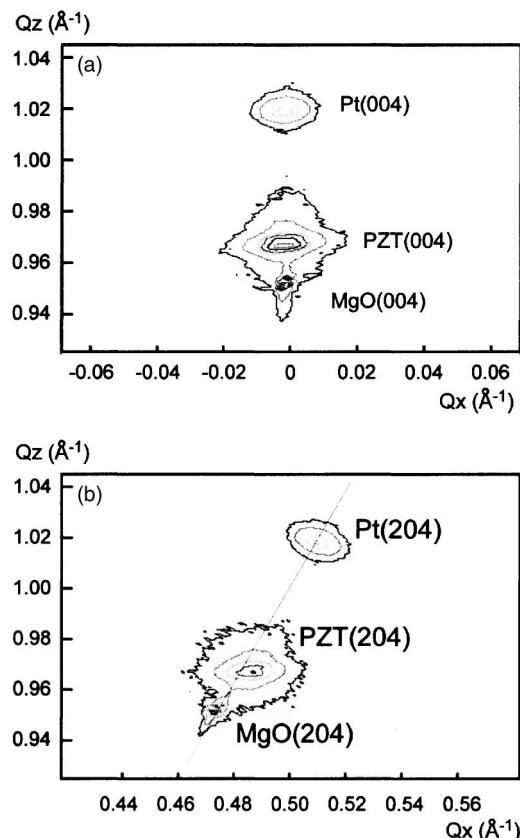 Qz (Å⁻¹)
(a)
1.04
1.02
1.00
0.98
0.96
0.94
Pt(004)
PZT(004)
MgO(004)
-0.06 -0.04 -0.02 0 0.02 0.04 0.06
Qx (Å⁻¹)
Qz (Å⁻¹)
(b)
1.04
1.02
1.00
0.98
0.96
0.94
Pt(204)
PZT(204)
MgO(204)
0.44 0.46 0.48 0.50 0.52 0.54 0.56
Qx (Å⁻¹)